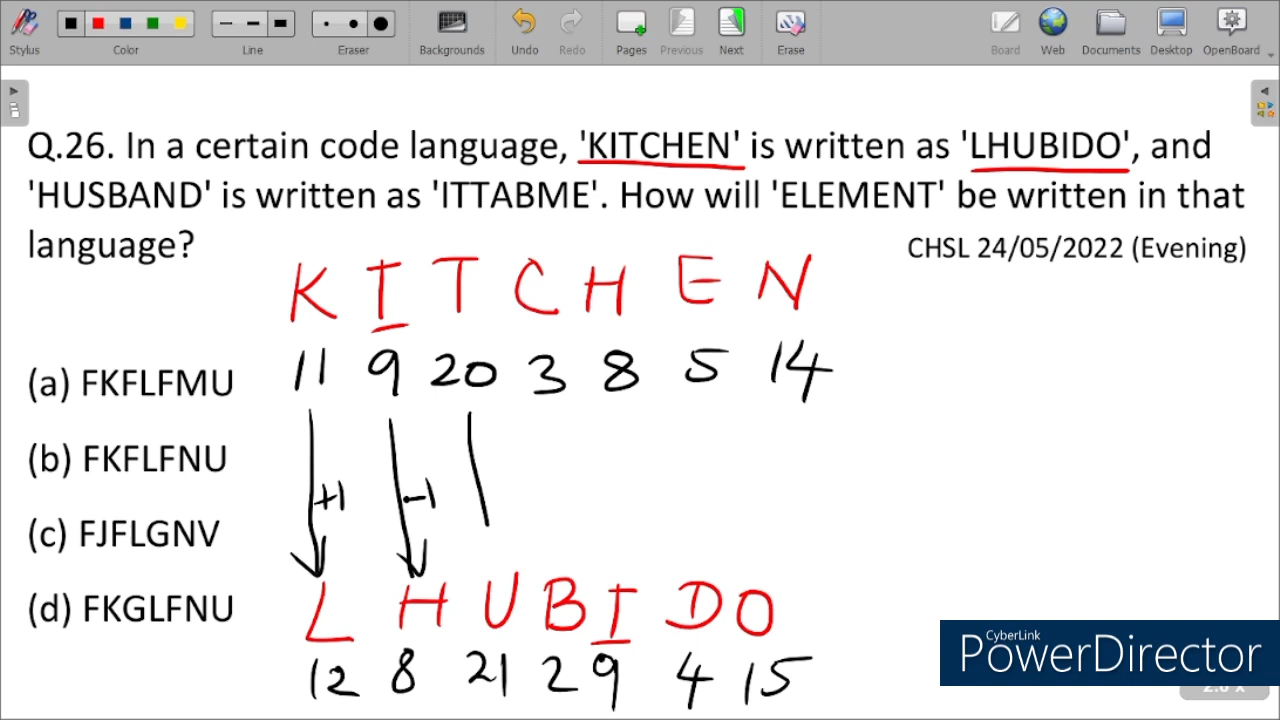 Stylus Color Line Eraser Backgrounds Undo Redo Pages Previous Next Erase Board Web Documents Desktop OpenBoard
Q.26. In a certain code language, 'KITCHEN' is written as 'LHUBIDO', and
'HUSBAND' is written as 'ITTABME'. How will 'ELEMENT' be written in that
language? CHSL 24/05/2022 (Evening)
K I T C H E N
(a) FKFLFMU 11 9 20 3 8 5 14
(b) FKFLFNU
+1 -1
(c) FJFLGNV
(d) FKGLFNU L H U B I D O
12 8 21 2 9 4 15
CyberLink
PowerDirector
2.0 x